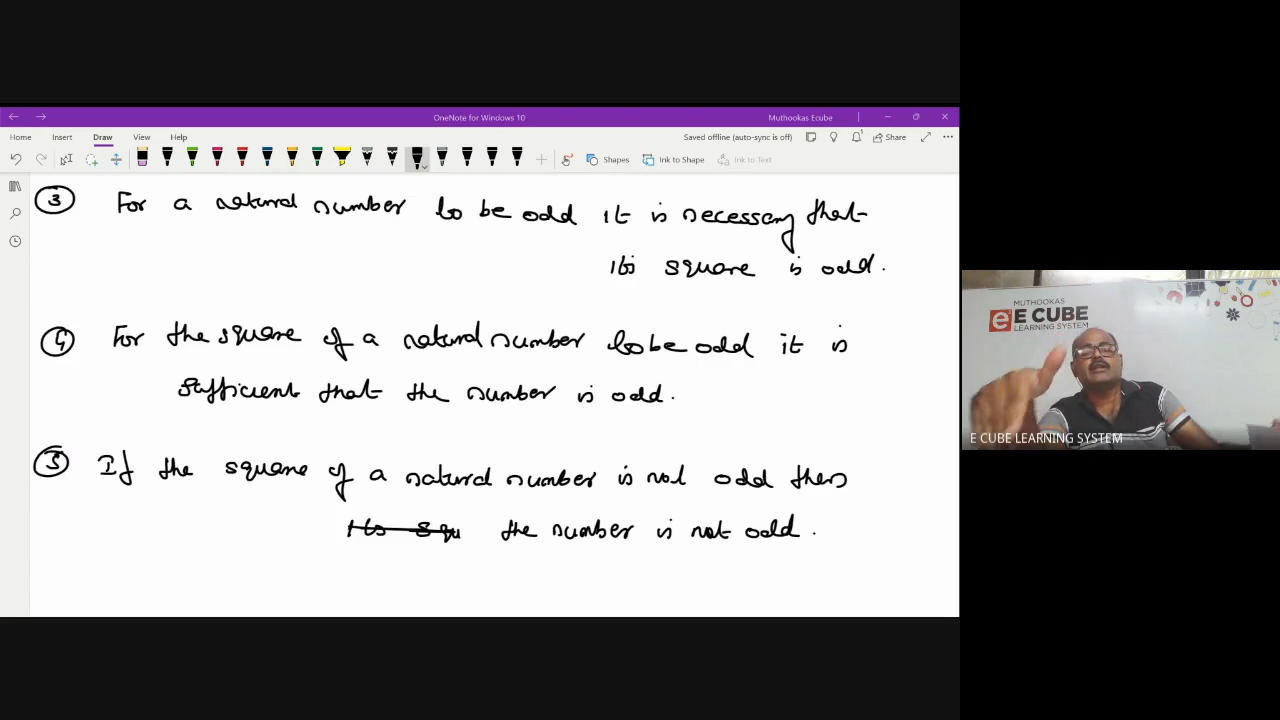 OneNote for Windows 10
Muthookas Ecube
Home Insert Draw View Help
Saved offline (auto-sync is off)
Share
Shapes
Ink to Shape
Ink to Text
3 For a natural number to be odd it is necessary that
its square is odd.
4 For the square of a natural number to be odd it is
sufficient that the number is odd.
5 If the square of a natural number is not odd then
Its squ the number is not odd.
MUTHOOKAS
e E CUBE
LEARNING SYSTEM
E CUBE LEARNING SYSTEM